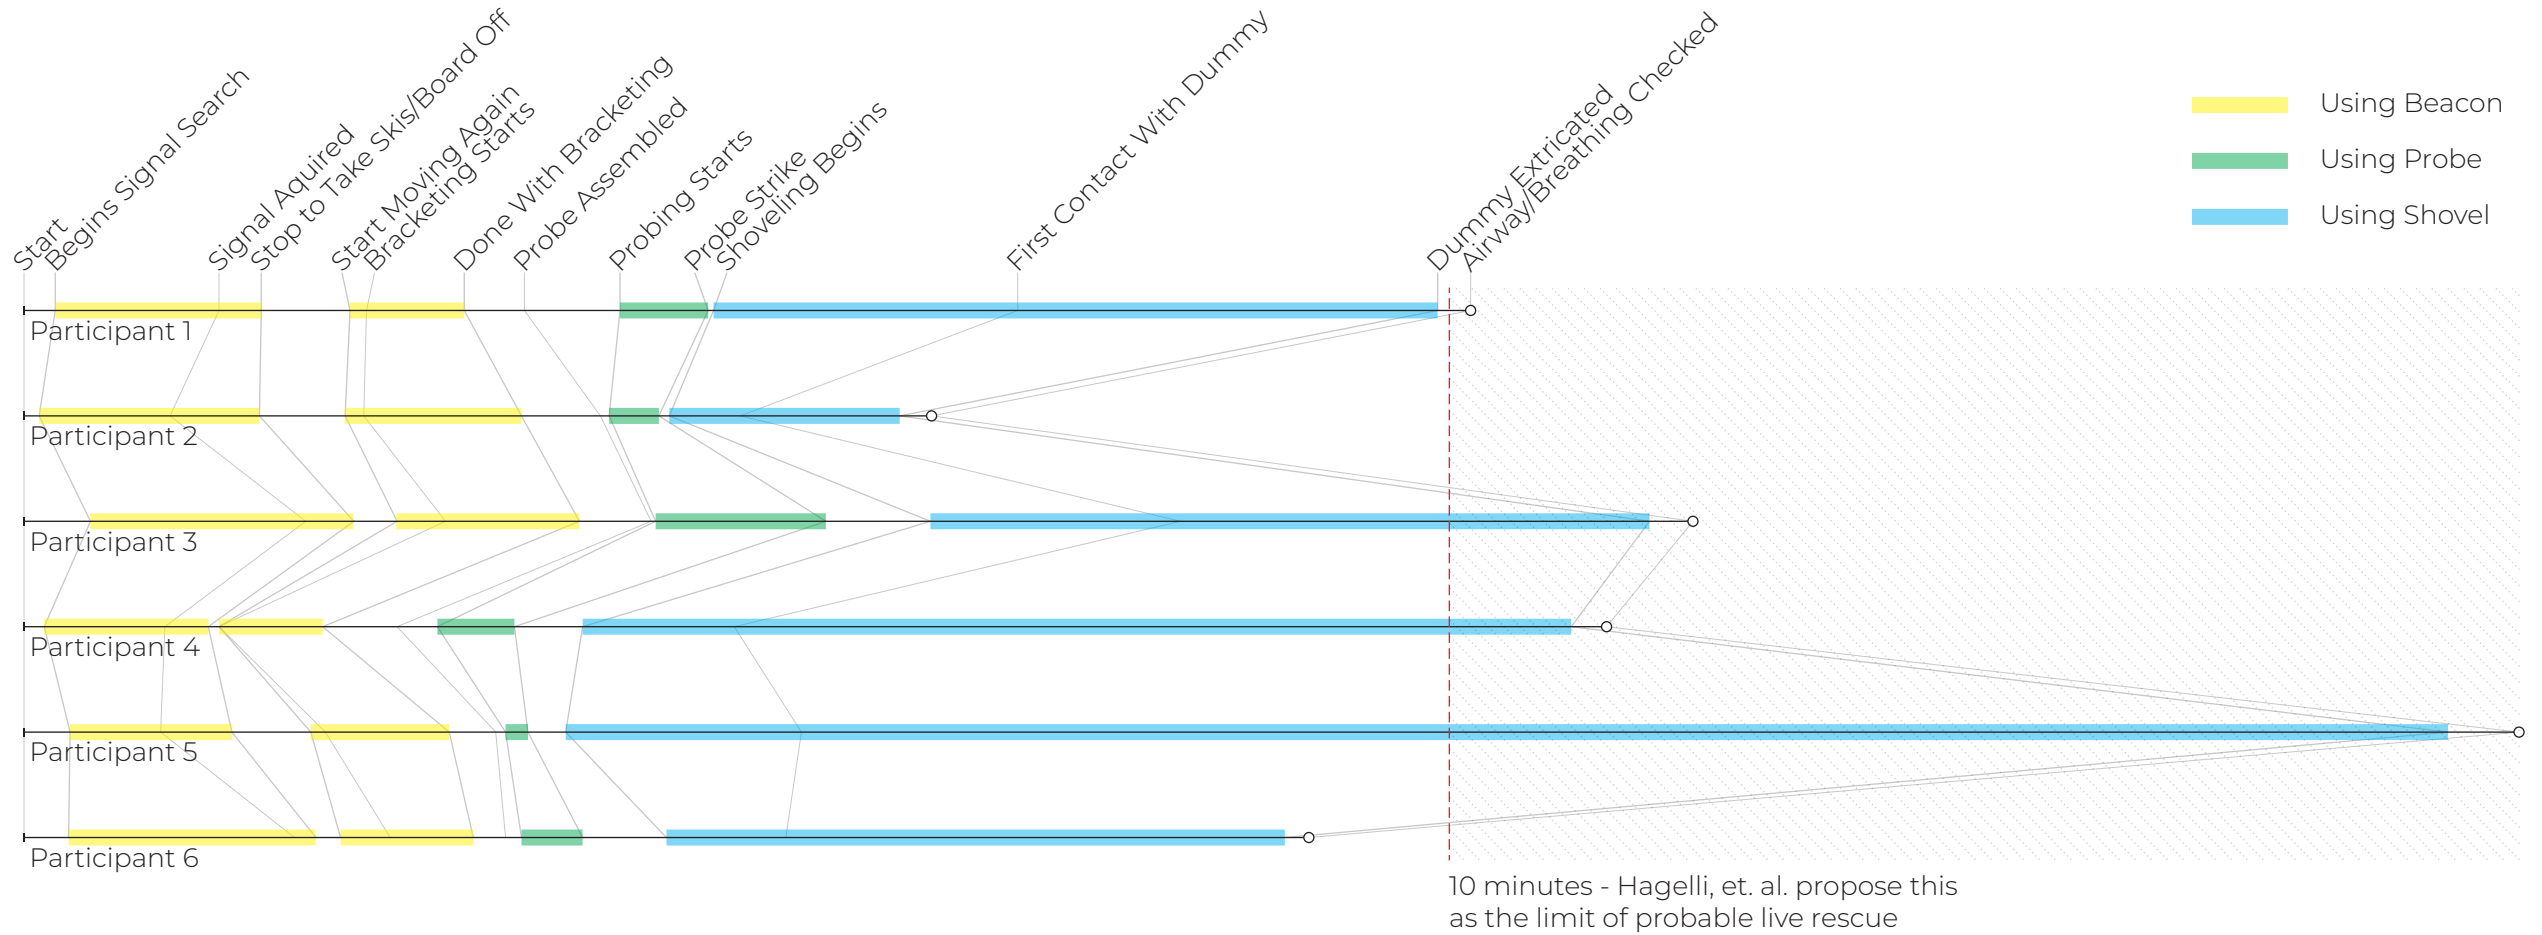 Start
Begins Signal Search
Signal Aquired
Stop to Take Skis/Board Off
Start Moving Again
Bracketing Starts
Done With Bracketing
Probe Assembled
Probing Starts
Probe Strike
Shoveling Begins
First Contact With Dummy
Dummy Extricated
Airway/Breathing Checked
Using Beacon
Using Probe
Using Shovel
Participant 1
Participant 2
Participant 3
Participant 4
Participant 5
Participant 6
10 minutes - Hagelli, et. al. propose this
as the limit of probable live rescue